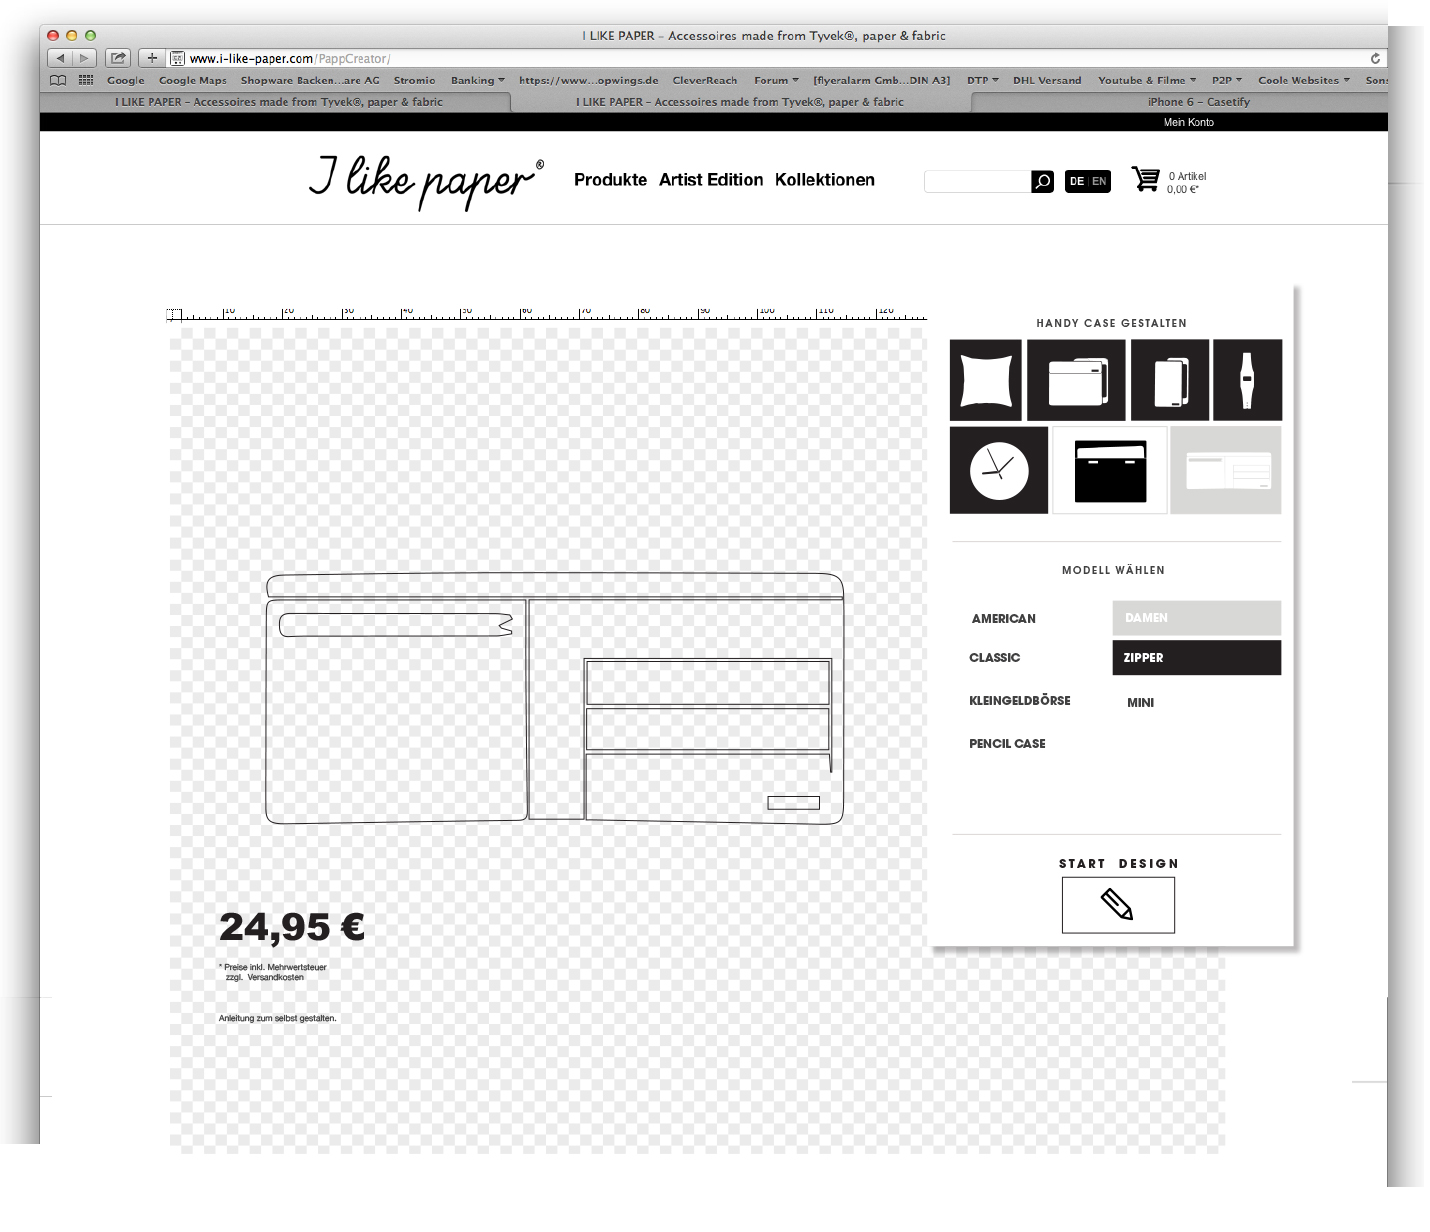 I LIKE PAPER – Accessoires made from Tyvek®, paper & fabric
www.i-like-paper.com/PappCreator/
Google Google Maps Shopware Backen...are AG Stromio Banking https://www...opwings.de CleverReach Forum [flyeralarm Gmb...DIN A3] DTP DHL Versand Youtube & Filme P2P Coole Websites Sons
I LIKE PAPER – Accessoires made from Tyvek®, paper & fabric I LIKE PAPER – Accessoires made from Tyvek®, paper & fabric iPhone 6 – Casetify
Mein Konto
I like paper® Produkte Artist Edition Kollektionen DE | EN 0 Artikel
0,00 €*
10 20 30 40 50 60 70 80 90 100 110 120
HANDY CASE GESTALTEN
MODELL WÄHLEN
AMERICAN DAMEN
CLASSIC ZIPPER
KLEINGELDBÖRSE MINI
PENCIL CASE
START DESIGN
24,95 €
* Preise inkl. Mehrwertsteuer
zzgl. Versandkosten
Anleitung zum selbst gestalten.